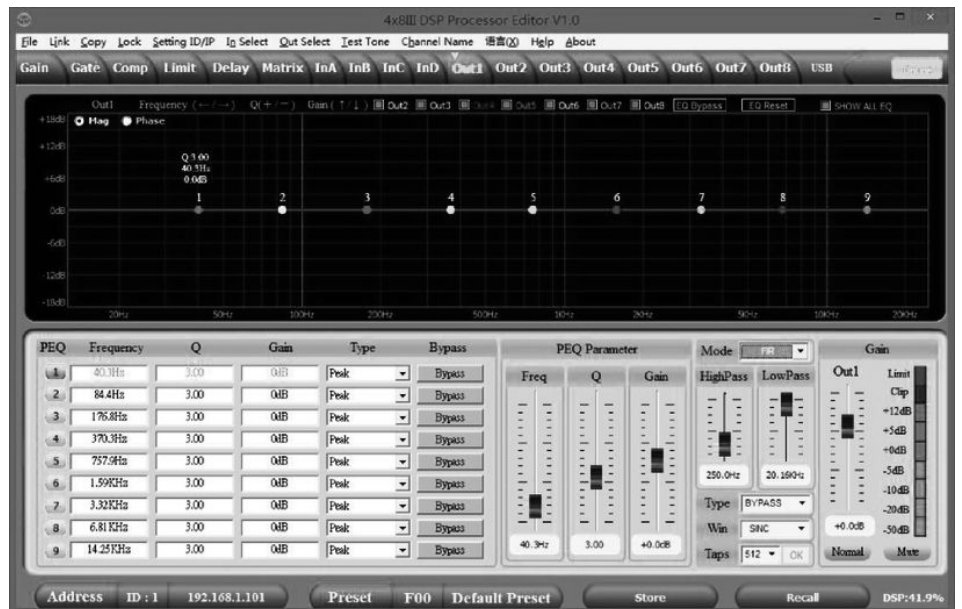 4x8III DSP Processor Editor V1.0
File Link Copy Lock Setting ID/IP In Select Out Select Test Tone Channel Name 语言(X) Help About
Gain Gate Comp Limit Delay Matrix InA InB InC InD Out1 Out2 Out3 Out4 Out5 Out6 Out7 Out8 USB
Out1 Frequency (←/→) Q(+/−) Gain(↑/↓) Out2 Out3 Out4 Out5 Out6 Out7 Out8 EQ Bypass EQ Reset SHOW ALL EQ
+18dB Mag Phase
+12dB
Q 3.00
40.3Hz
+6dB 0.0dB
1 2 3 4 5 6 7 8 9
0dB
-6dB
-12dB
-18dB
20Hz 50Hz 100Hz 200Hz 500Hz 1KHz 2KHz 5KHz 10KHz 20KHz
PEQ Frequency Q Gain Type Bypass
1 40.3Hz 3.00 0dB Peak Bypass
2 84.4Hz 3.00 0dB Peak Bypass
3 176.8Hz 3.00 0dB Peak Bypass
4 370.3Hz 3.00 0dB Peak Bypass
5 757.9Hz 3.00 0dB Peak Bypass
6 1.59KHz 3.00 0dB Peak Bypass
7 3.32KHz 3.00 0dB Peak Bypass
8 6.81KHz 3.00 0dB Peak Bypass
9 14.25KHz 3.00 0dB Peak Bypass
PEQ Parameter
Freq Q Gain
40.3Hz 3.00 +0.0dB
Mode FIR
HighPass LowPass
250.0Hz 20.16KHz
Type BYPASS
Win SINC
Taps 512 OK
Gain
Out1 Limit
Clip
+12dB
+5dB
+0dB
-5dB
-10dB
-20dB
+0.0dB -50dB
Normal Mute
Address ID : 1 192.168.1.101 Preset F00 Default Preset Store Recall DSP:41.9%